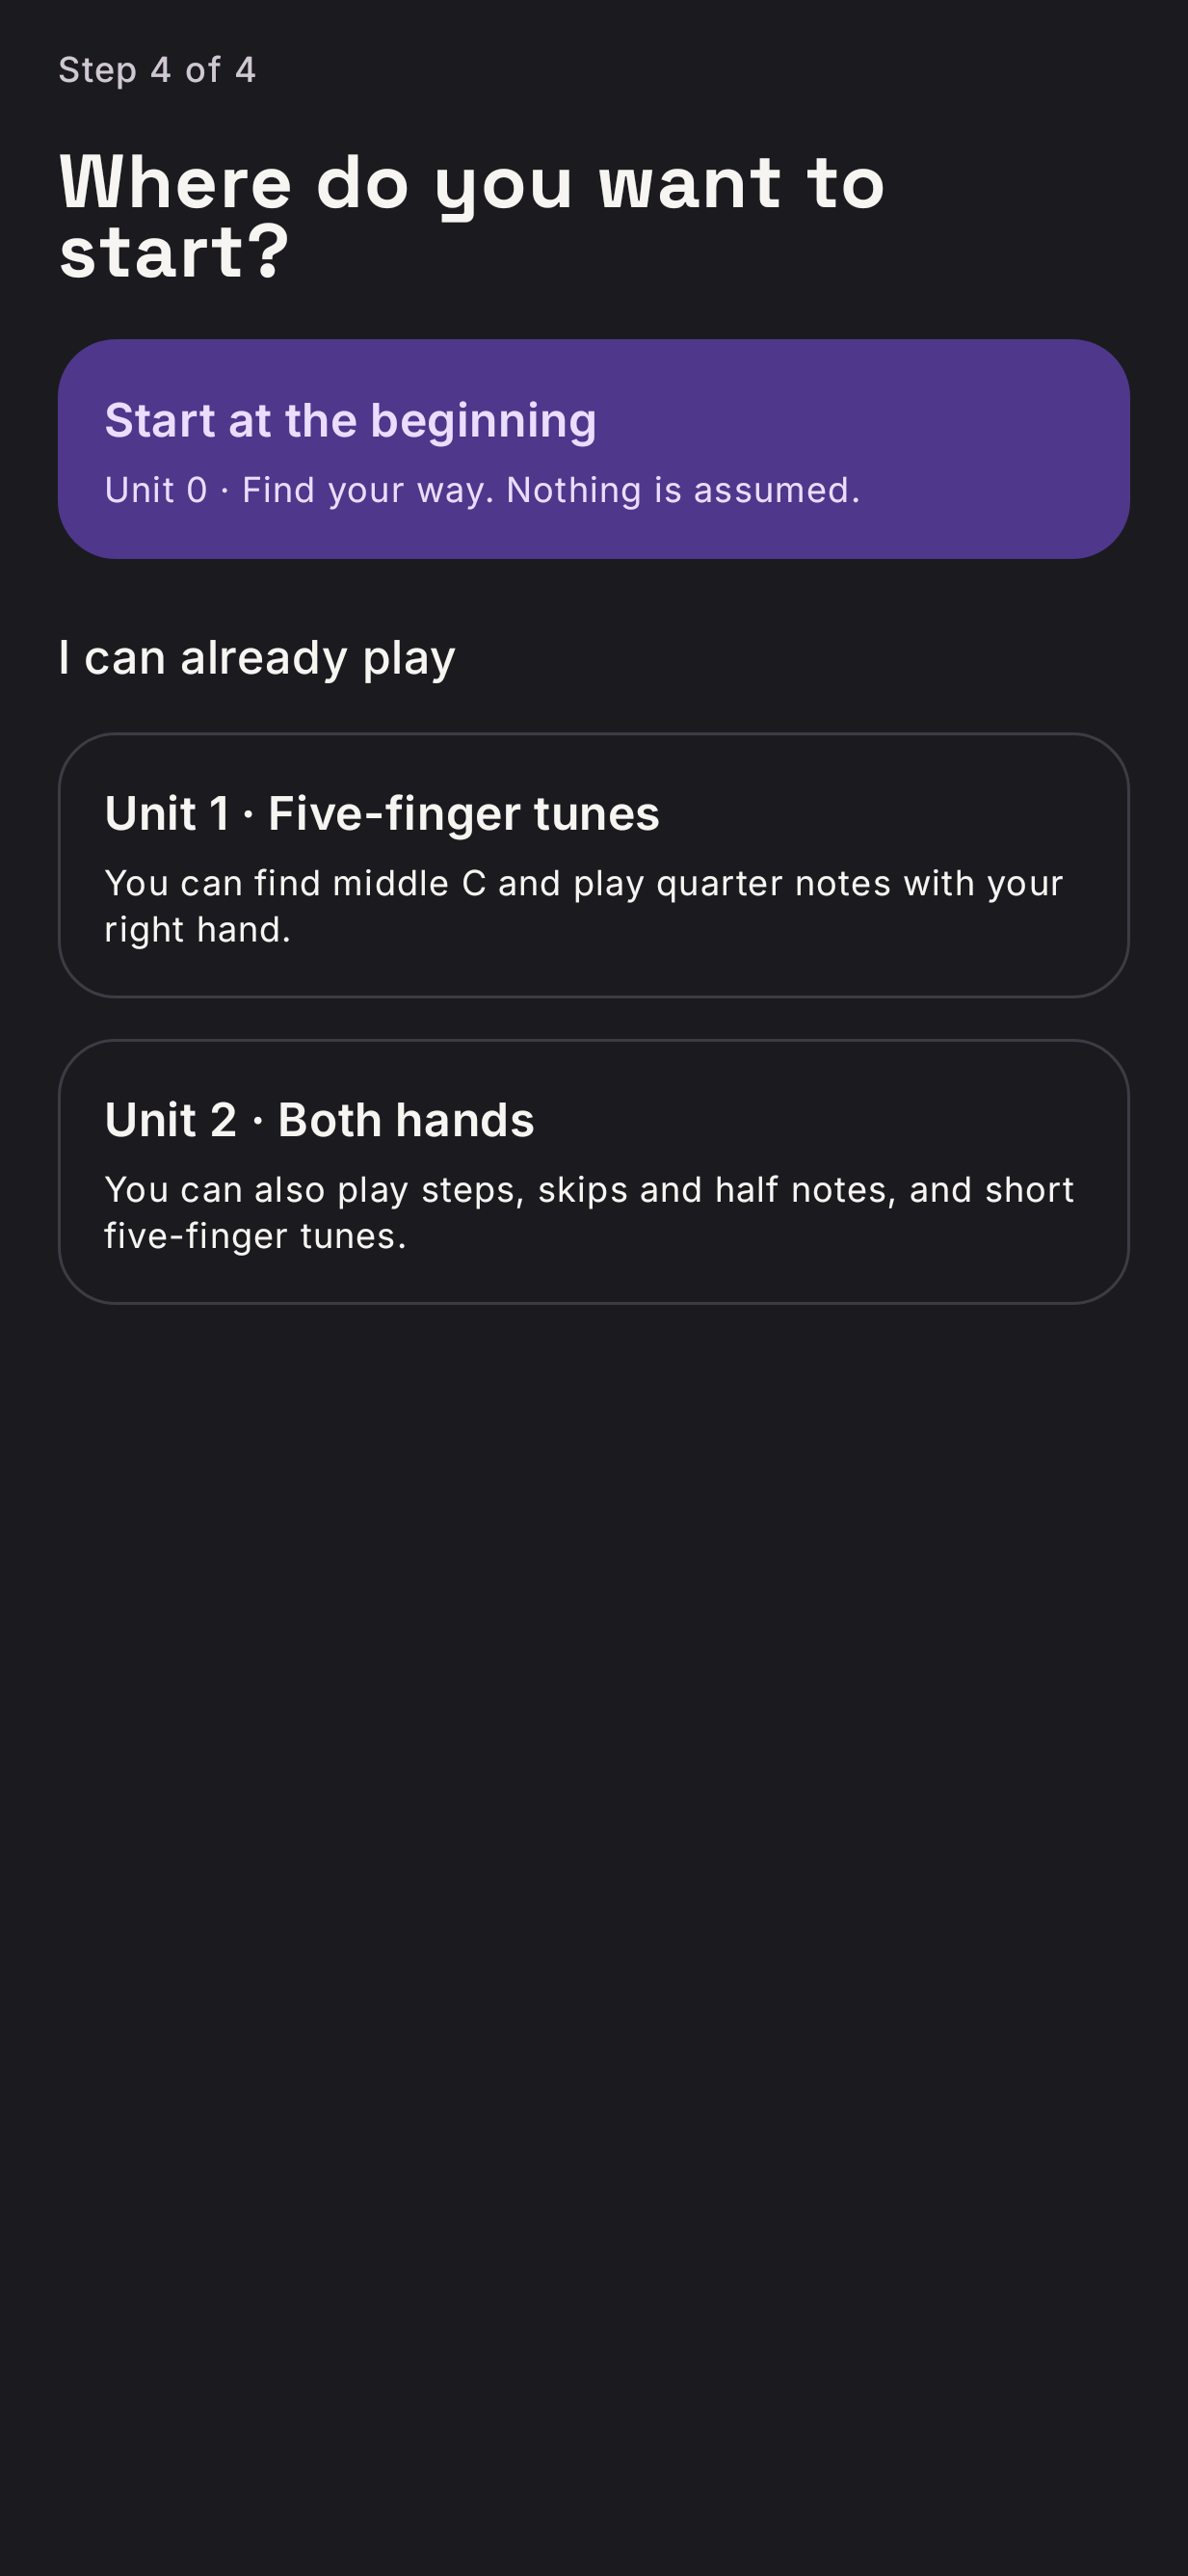 Step 4 of 4
Where do you want to
start?
Start at the beginning
Unit 0 · Find your way. Nothing is assumed.
I can already play
Unit 1 · Five-finger tunes
You can find middle C and play quarter notes with your
right hand.
Unit 2 · Both hands
You can also play steps, skips and half notes, and short
five-finger tunes.